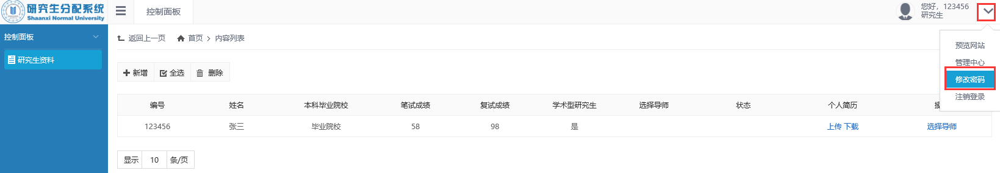 研究生分配系统
Shaanxi Normal University
控制面板
您好，123456
研究生
控制面板
研究生资料
返回上一页 首页 内容列表
预览网站
管理中心
修改密码
注销登录
新增 全选 删除
编号 姓名 本科毕业院校 笔试成绩 复试成绩 学术型研究生 选择导师 状态 个人简历
123456 张三 毕业院校 58 98 是 上传 下载 选择导师
显示 10 条/页